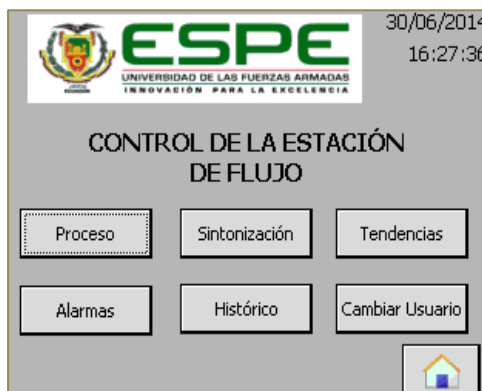 30/06/2014
16:27:36
ESPE
UNIVERSIDAD DE LAS FUERZAS ARMADAS
INNOVACIÓN PARA LA EXCELENCIA
CONTROL DE LA ESTACIÓN
DE FLUJO
Proceso
Sintonización
Tendencias
Alarmas
Histórico
Cambiar Usuario